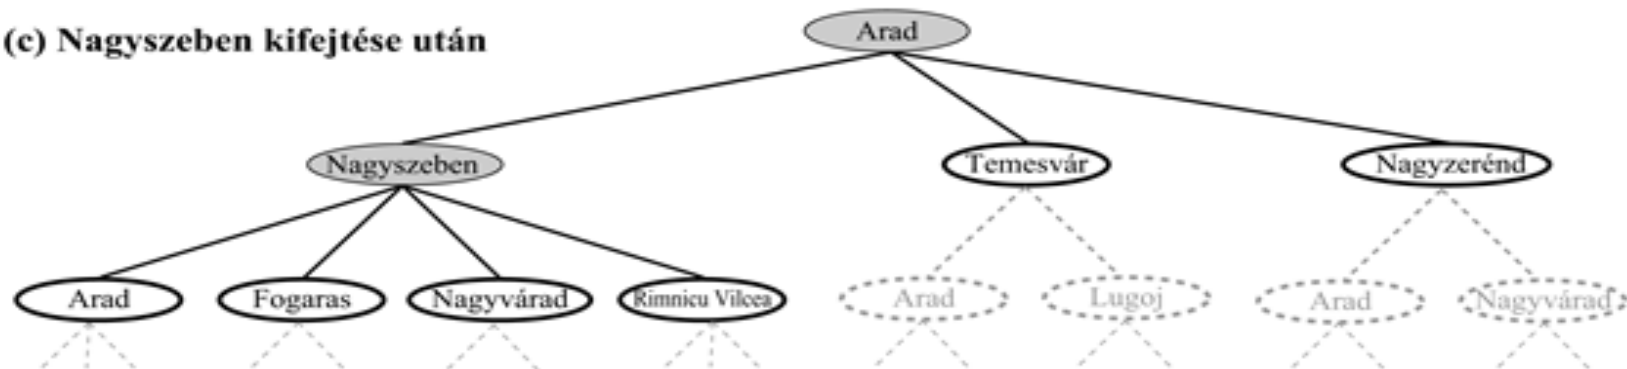 (c) Nagyszeben kifejtése után
Arad
Nagyszeben Temesvár Nagyzerénd
Arad Fogaras Nagyvárad Rimnicu Vilcea Arad Lugoj Arad Nagyvárad